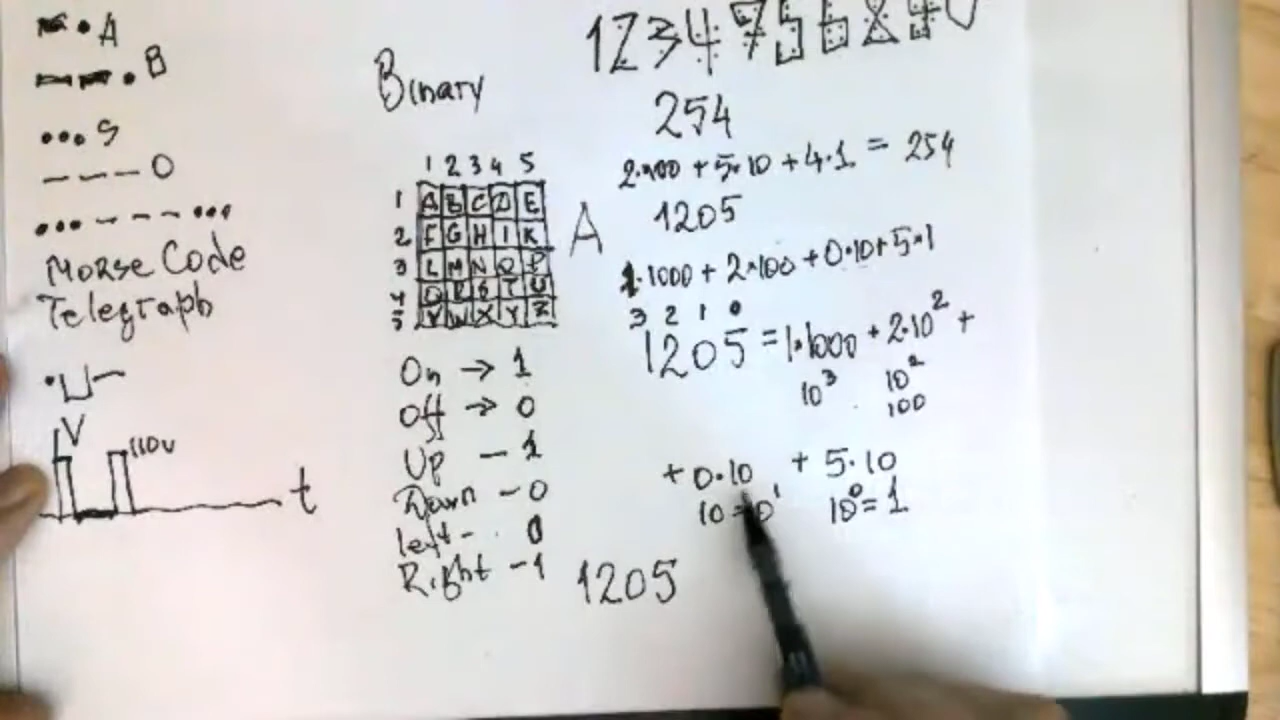 A
B
S
O
Morse Code
Telegraph
V
110v
t
Binary
1 2 3 4 5
1 A B C D E
2 F G H I K
3 L M N O P
4 Q R S T U
5 V W X Y Z
A
On → 1
Off → 0
Up - 1
Down - 0
left - 0
Right - 1
1 2 3 4 7 5 6 8
254
2·100 + 5·10 + 4·1 = 254
1205
1·1000 + 2·100 + 0·10 + 5·1
3 2 1 0
1205 = 1·1000 + 2·10² +
10³ 10²
100
+ 0·10 + 5·10
10 = 10¹ 10⁰ = 1
1205